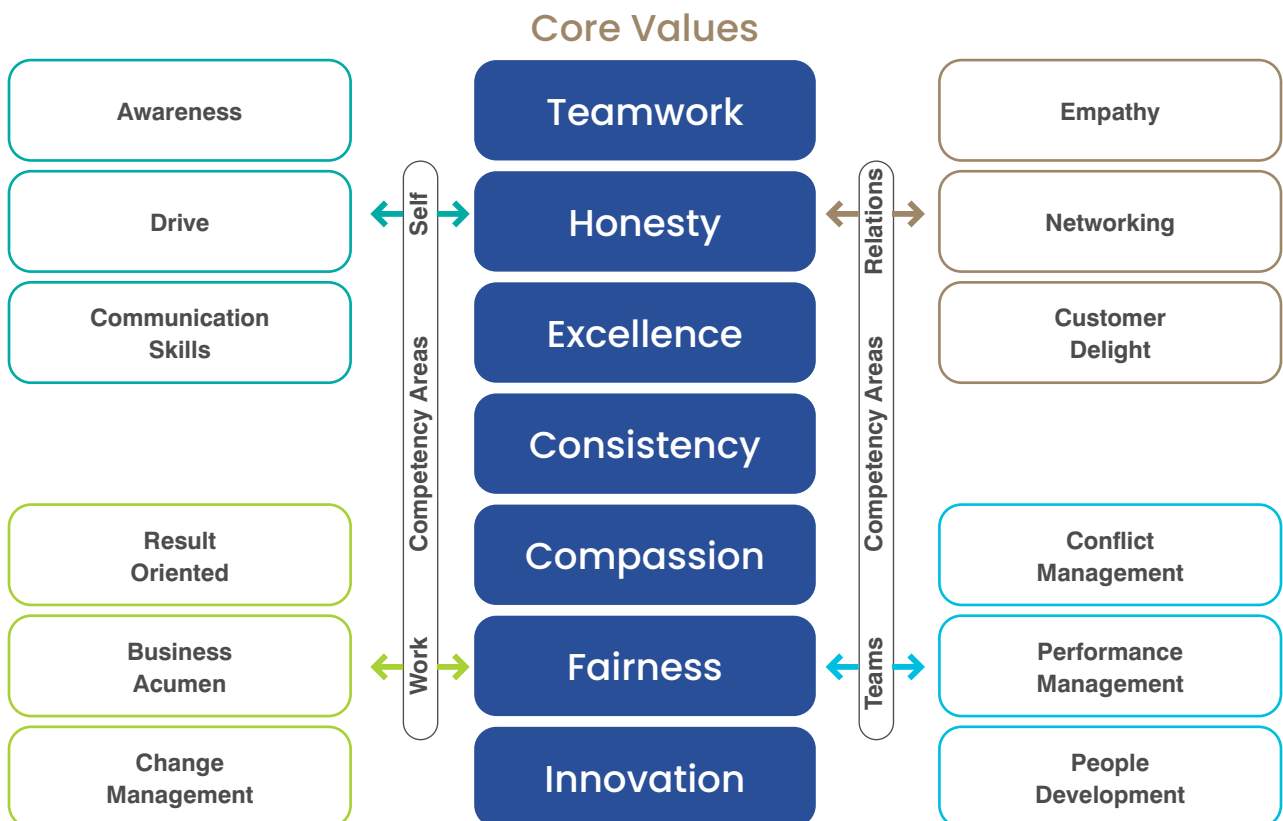 Core Values
Awareness
Drive
Communication
Skills
Result
Oriented
Business
Acumen
Change
Management
Self
Competency Areas
Work
Teamwork
Honesty
Excellence
Consistency
Compassion
Fairness
Innovation
Relations
Competency Areas
Teams
Empathy
Networking
Customer
Delight
Conflict
Management
Performance
Management
People
Development